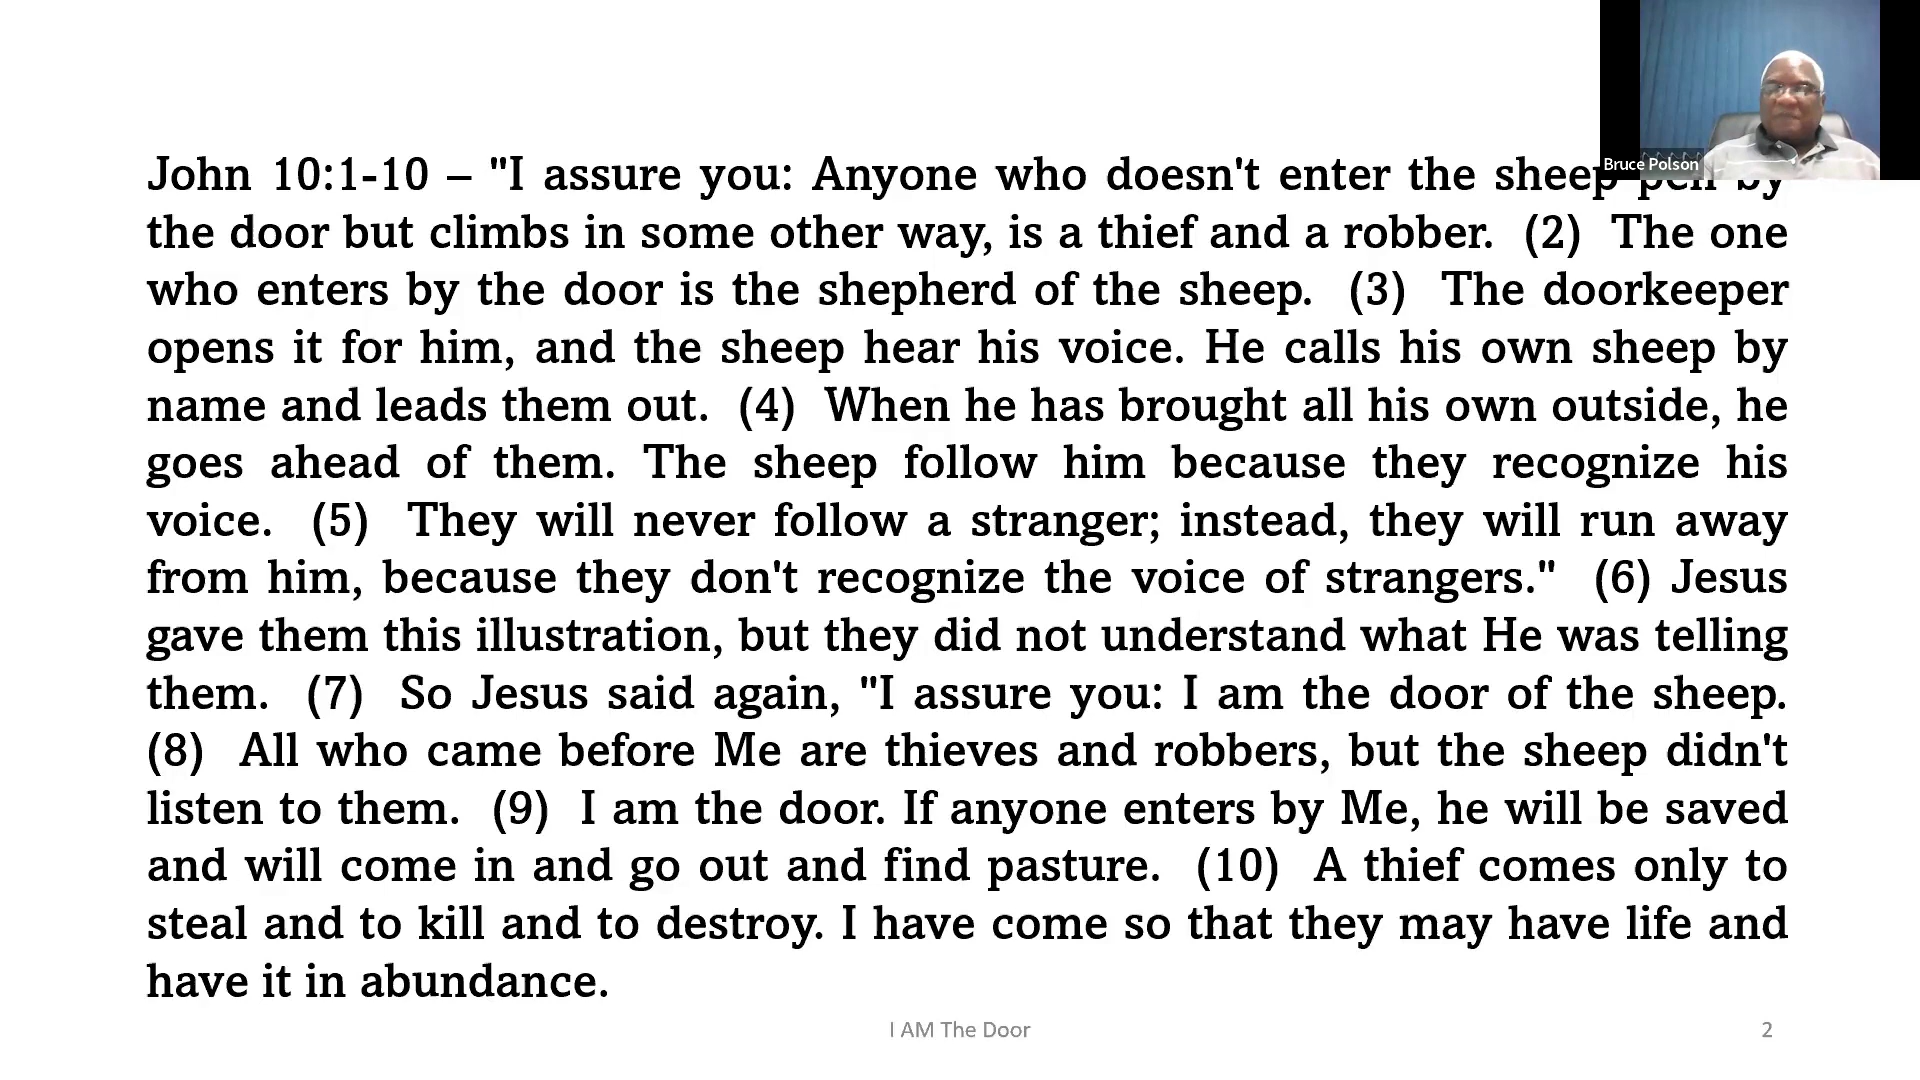 John 10:1-10 – "I assure you: Anyone who doesn't enter the sheep pen by
the door but climbs in some other way, is a thief and a robber. (2) The one
who enters by the door is the shepherd of the sheep. (3) The doorkeeper
opens it for him, and the sheep hear his voice. He calls his own sheep by
name and leads them out. (4) When he has brought all his own outside, he
goes ahead of them. The sheep follow him because they recognize his
voice. (5) They will never follow a stranger; instead, they will run away
from him, because they don't recognize the voice of strangers." (6) Jesus
gave them this illustration, but they did not understand what He was telling
them. (7) So Jesus said again, "I assure you: I am the door of the sheep.
(8) All who came before Me are thieves and robbers, but the sheep didn't
listen to them. (9) I am the door. If anyone enters by Me, he will be saved
and will come in and go out and find pasture. (10) A thief comes only to
steal and to kill and to destroy. I have come so that they may have life and
have it in abundance.
I AM The Door
2
Bruce Polson